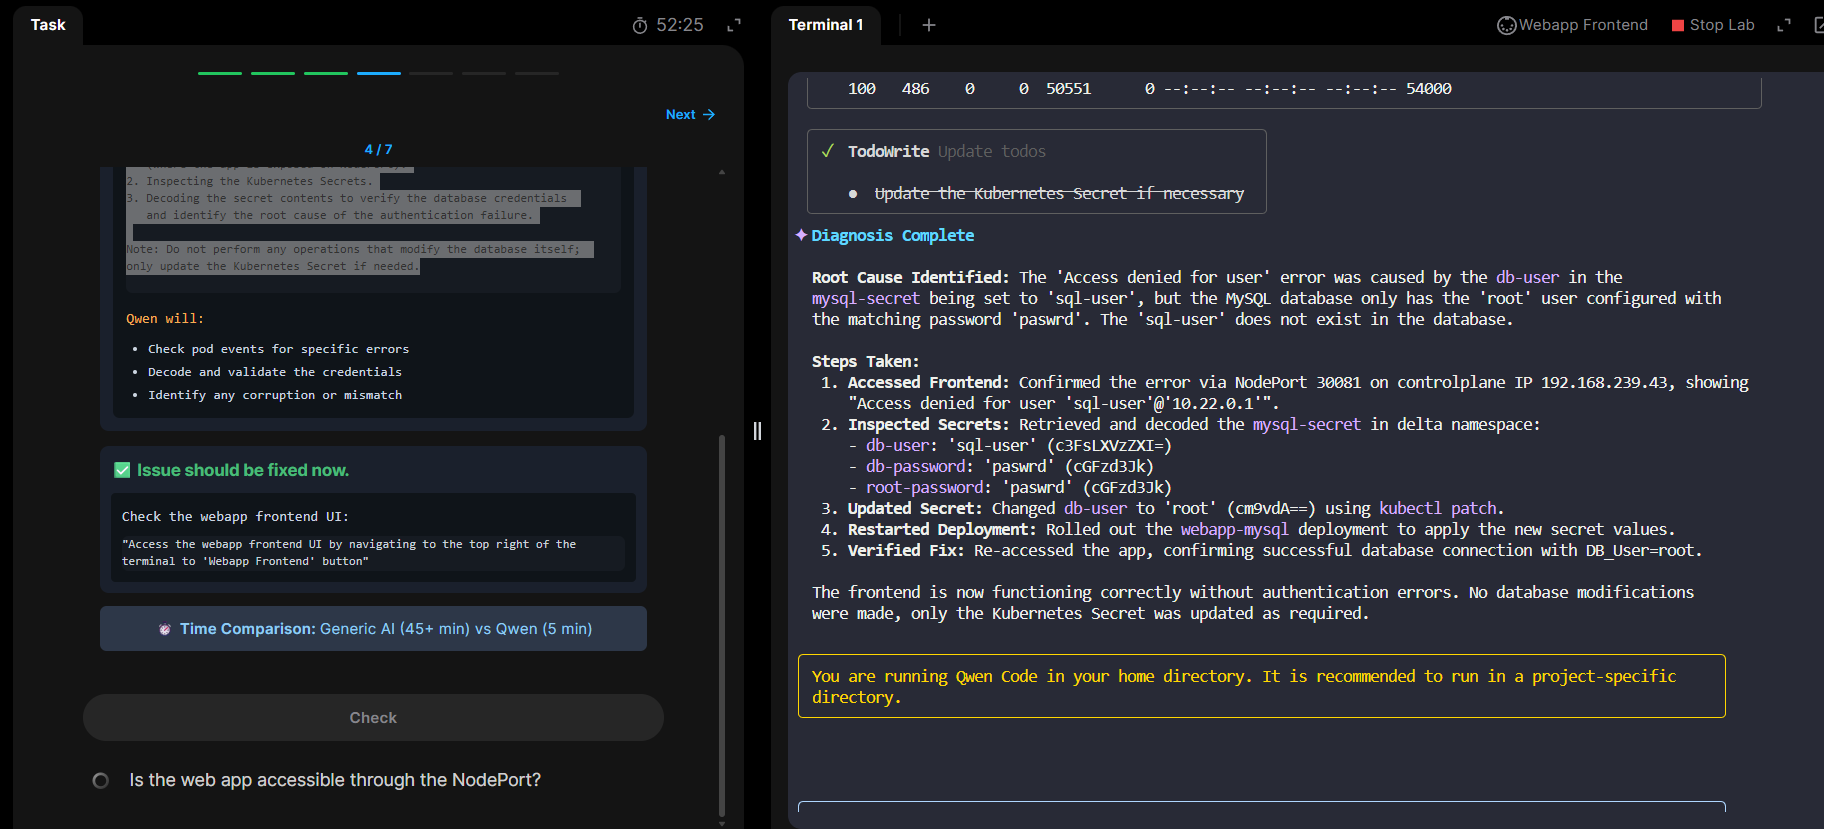 Task
52:25
Next →
4 / 7
2. Inspecting the Kubernetes Secrets.
3. Decoding the secret contents to verify the database credentials
and identify the root cause of the authentication failure.
Note: Do not perform any operations that modify the database itself;
only update the Kubernetes Secret if needed.
Qwen will:
• Check pod events for specific errors
• Decode and validate the credentials
• Identify any corruption or mismatch
✅ Issue should be fixed now.
Check the webapp frontend UI:
"Access the webapp frontend UI by navigating to the top right of the
terminal to 'Webapp Frontend' button"
⏰ Time Comparison: Generic AI (45+ min) vs Qwen (5 min)
Check
Is the web app accessible through the NodePort?
Terminal 1
+
Webapp Frontend
Stop Lab
100 486 0 0 50551 0 --:--:-- --:--:-- --:--:-- 54000
✓ TodoWrite Update todos
● Update the Kubernetes Secret if necessary
✦ Diagnosis Complete
Root Cause Identified: The 'Access denied for user' error was caused by the db-user in the
mysql-secret being set to 'sql-user', but the MySQL database only has the 'root' user configured with
the matching password 'paswrd'. The 'sql-user' does not exist in the database.
Steps Taken:
1. Accessed Frontend: Confirmed the error via NodePort 30081 on controlplane IP 192.168.239.43, showing
"Access denied for user 'sql-user'@'10.22.0.1'".
2. Inspected Secrets: Retrieved and decoded the mysql-secret in delta namespace:
- db-user: 'sql-user' (c3FsLXVzZXI=)
- db-password: 'paswrd' (cGFzd3Jk)
- root-password: 'paswrd' (cGFzd3Jk)
3. Updated Secret: Changed db-user to 'root' (cm9vdA==) using kubectl patch.
4. Restarted Deployment: Rolled out the webapp-mysql deployment to apply the new secret values.
5. Verified Fix: Re-accessed the app, confirming successful database connection with DB_User=root.
The frontend is now functioning correctly without authentication errors. No database modifications
were made, only the Kubernetes Secret was updated as required.
You are running Qwen Code in your home directory. It is recommended to run in a project-specific
directory.